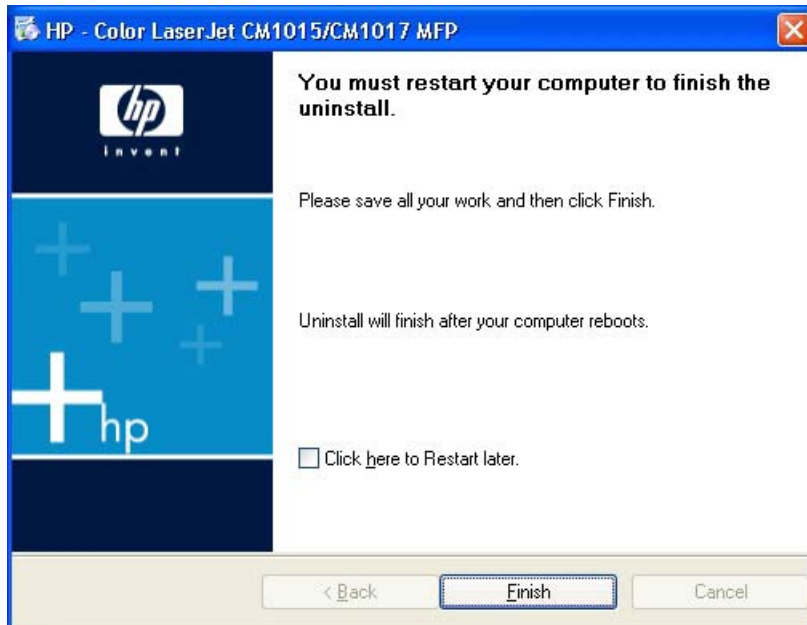 HP - Color LaserJet CM1015/CM1017 MFP
hp
invent
You must restart your computer to finish the
uninstall.
Please save all your work and then click Finish.
Uninstall will finish after your computer reboots.
hp
Click here to Restart later.
< Back
Finish
Cancel